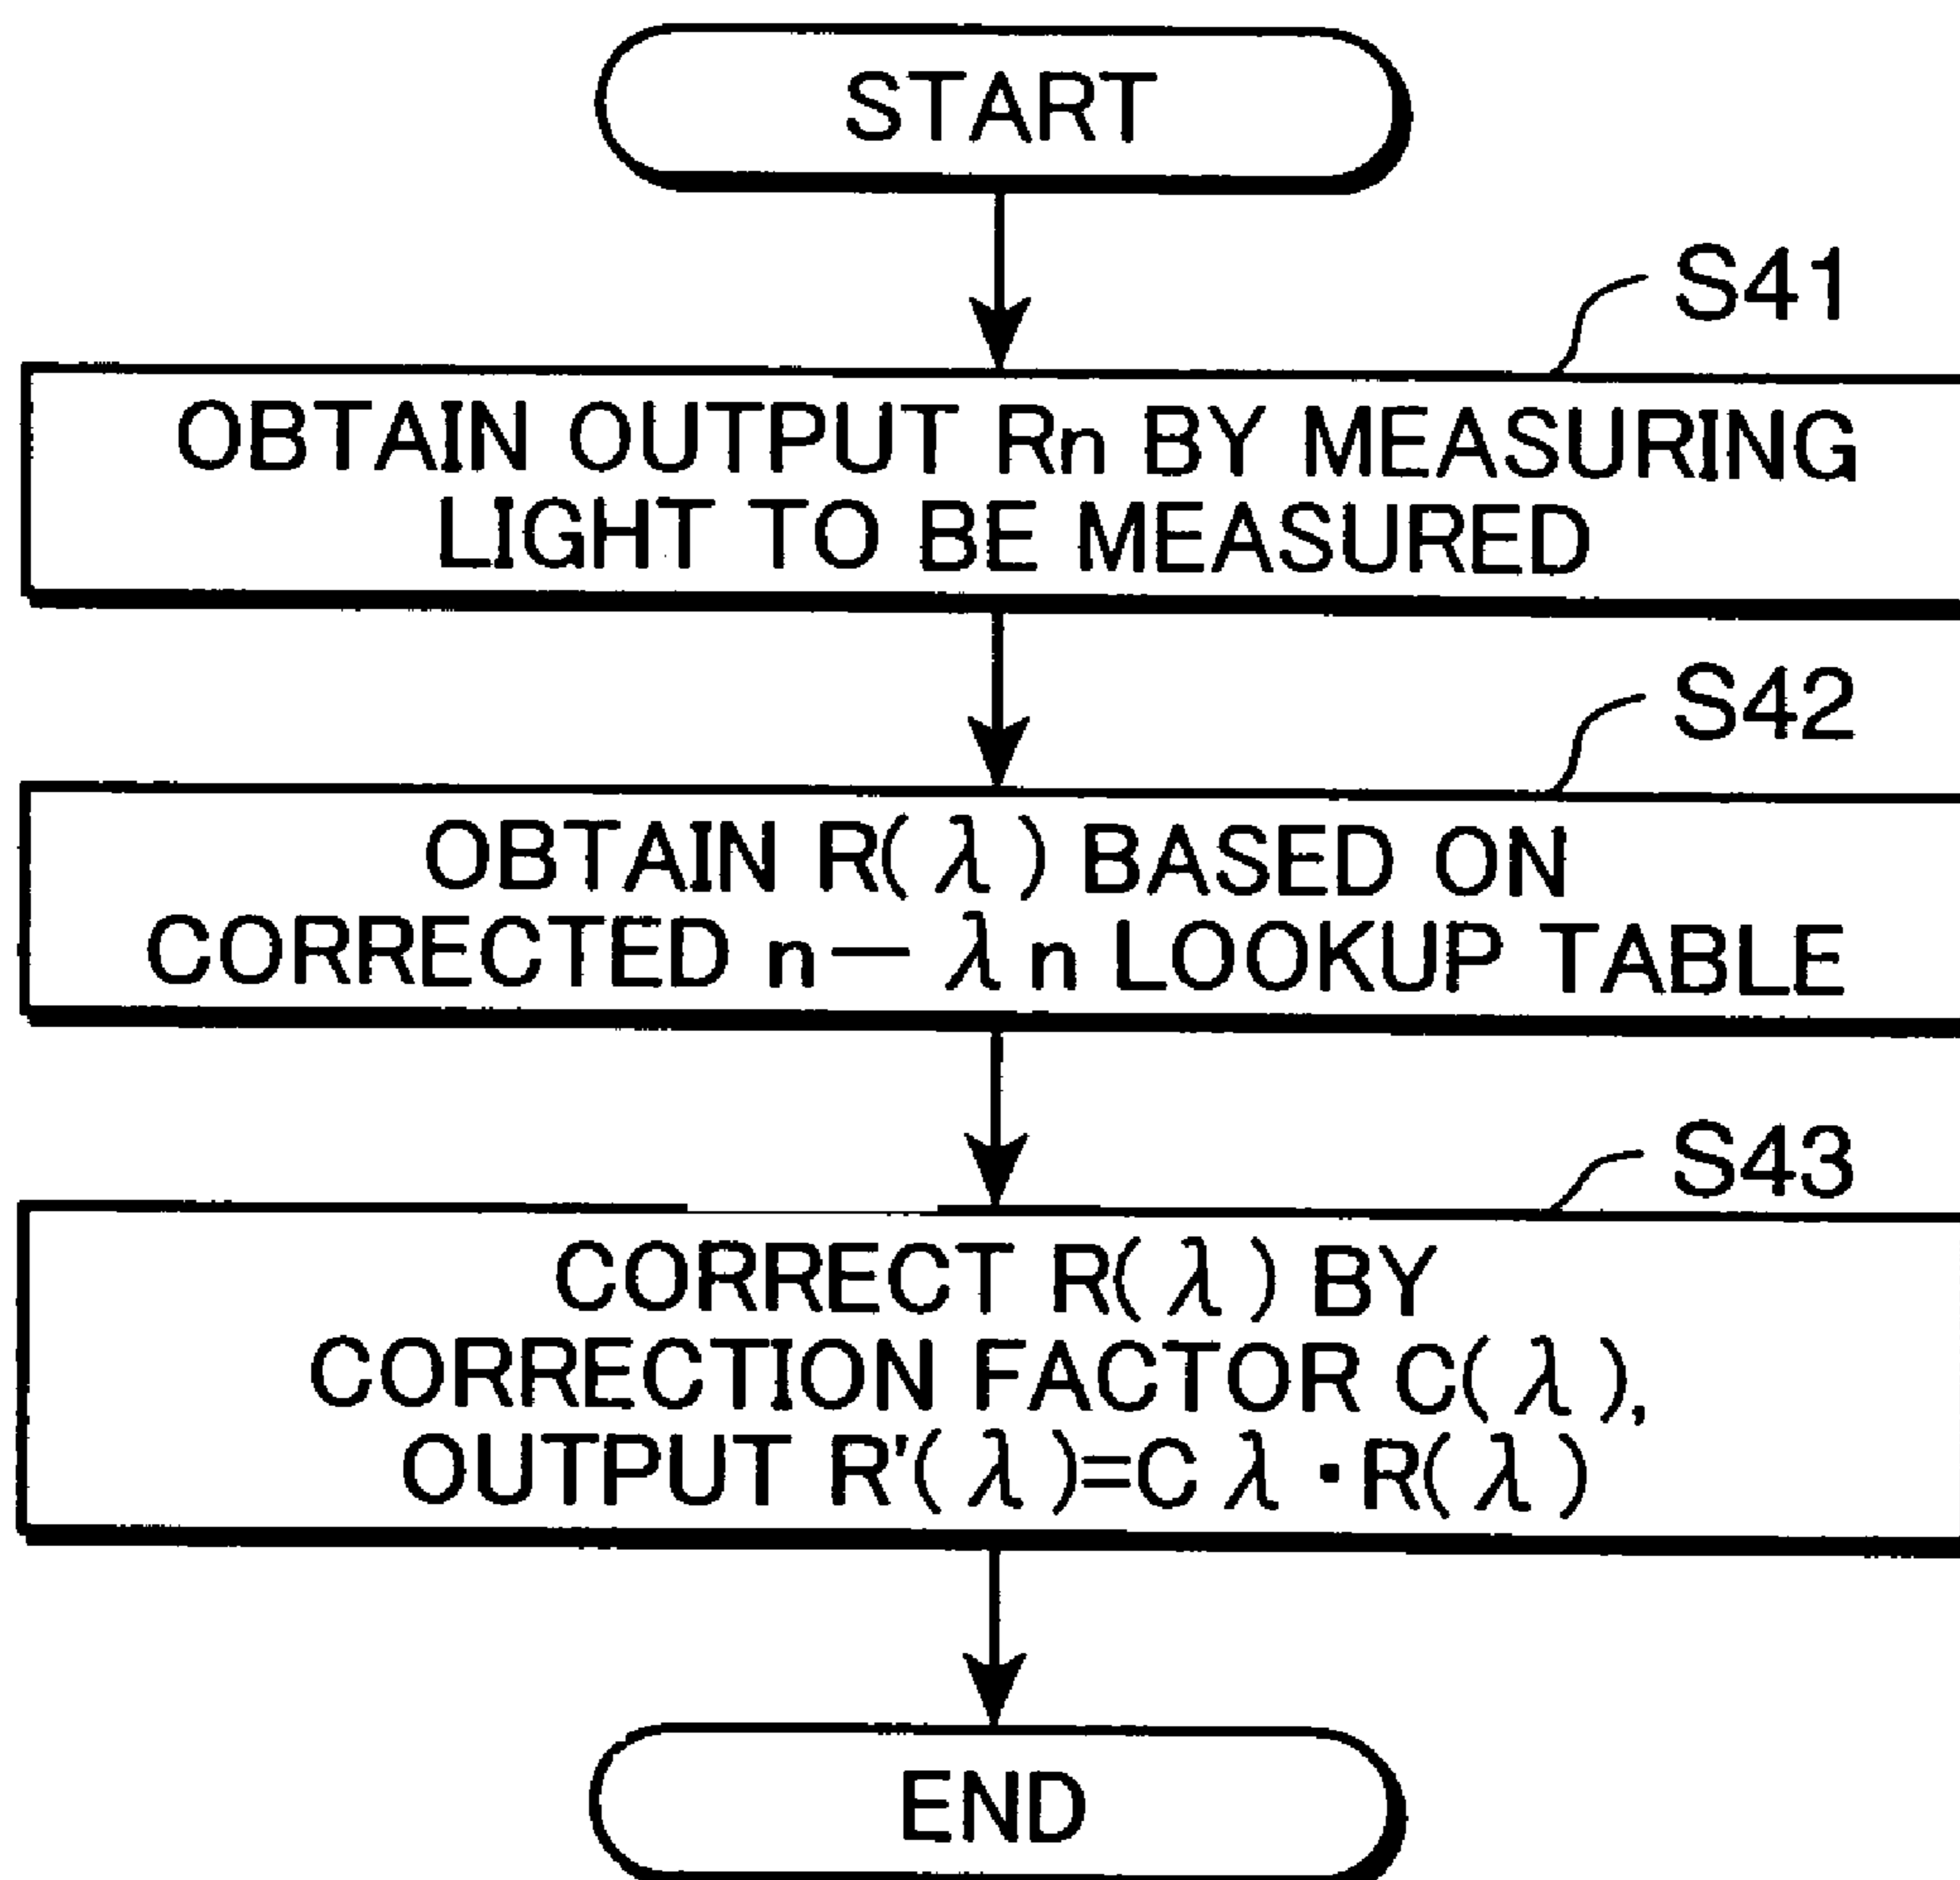 START
S41
OBTAIN OUTPUT Rn BY MEASURING
LIGHT TO BE MEASURED
S42
OBTAIN R(λ) BASED ON
CORRECTED n－λn LOOKUP TABLE
S43
CORRECT R(λ) BY
CORRECTION FACTOR C(λ),
OUTPUT R'(λ)=Cλ・R(λ)
END